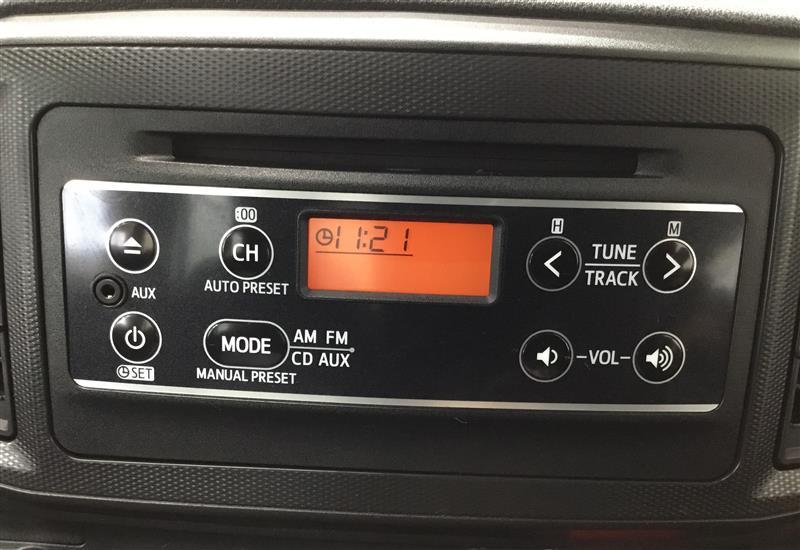 :00
CH
AUTO PRESET
AUX
11:21
H
M
TUNE
TRACK
MODE
AM FM
CD AUX
MANUAL PRESET
SET
-VOL-